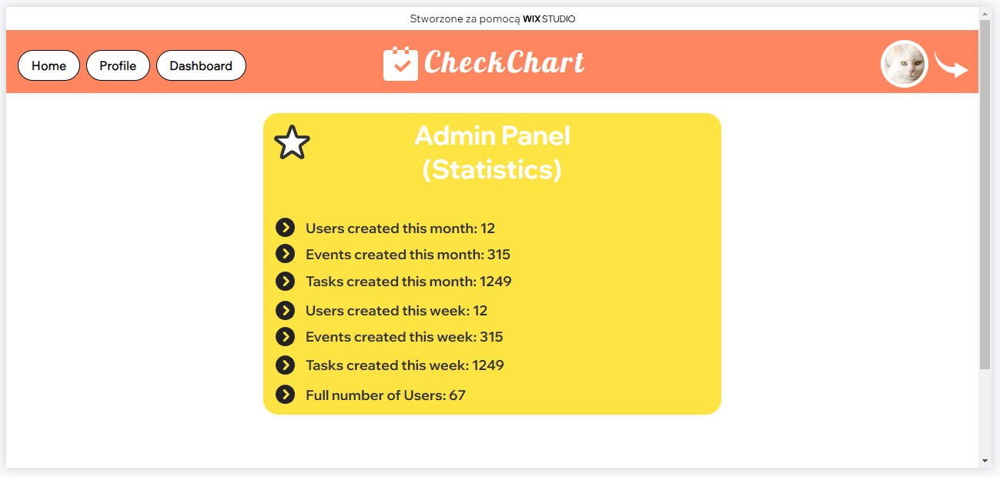 Stworzone za pomocą WIX STUDIO
Home Profile Dashboard CheckChart
Admin Panel
(Statistics)
Users created this month: 12
Events created this month: 315
Tasks created this month: 1249
Users created this week: 12
Events created this week: 315
Tasks created this week: 1249
Full number of Users: 67